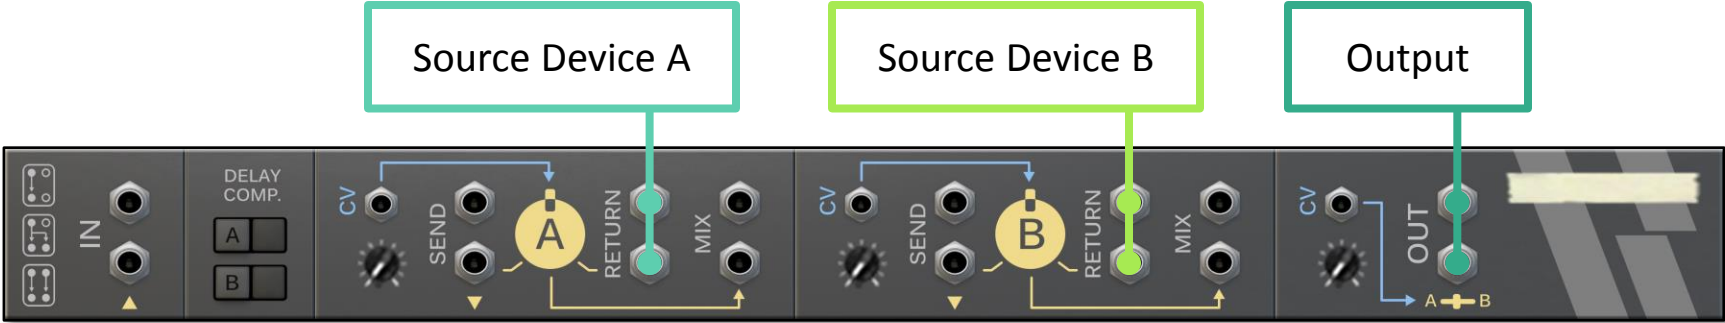 Source Device A
Source Device B
Output
IN
DELAY
COMP.
A
B
CV
SEND
A
RETURN
MIX
CV
SEND
B
RETURN
MIX
CV
OUT
A B